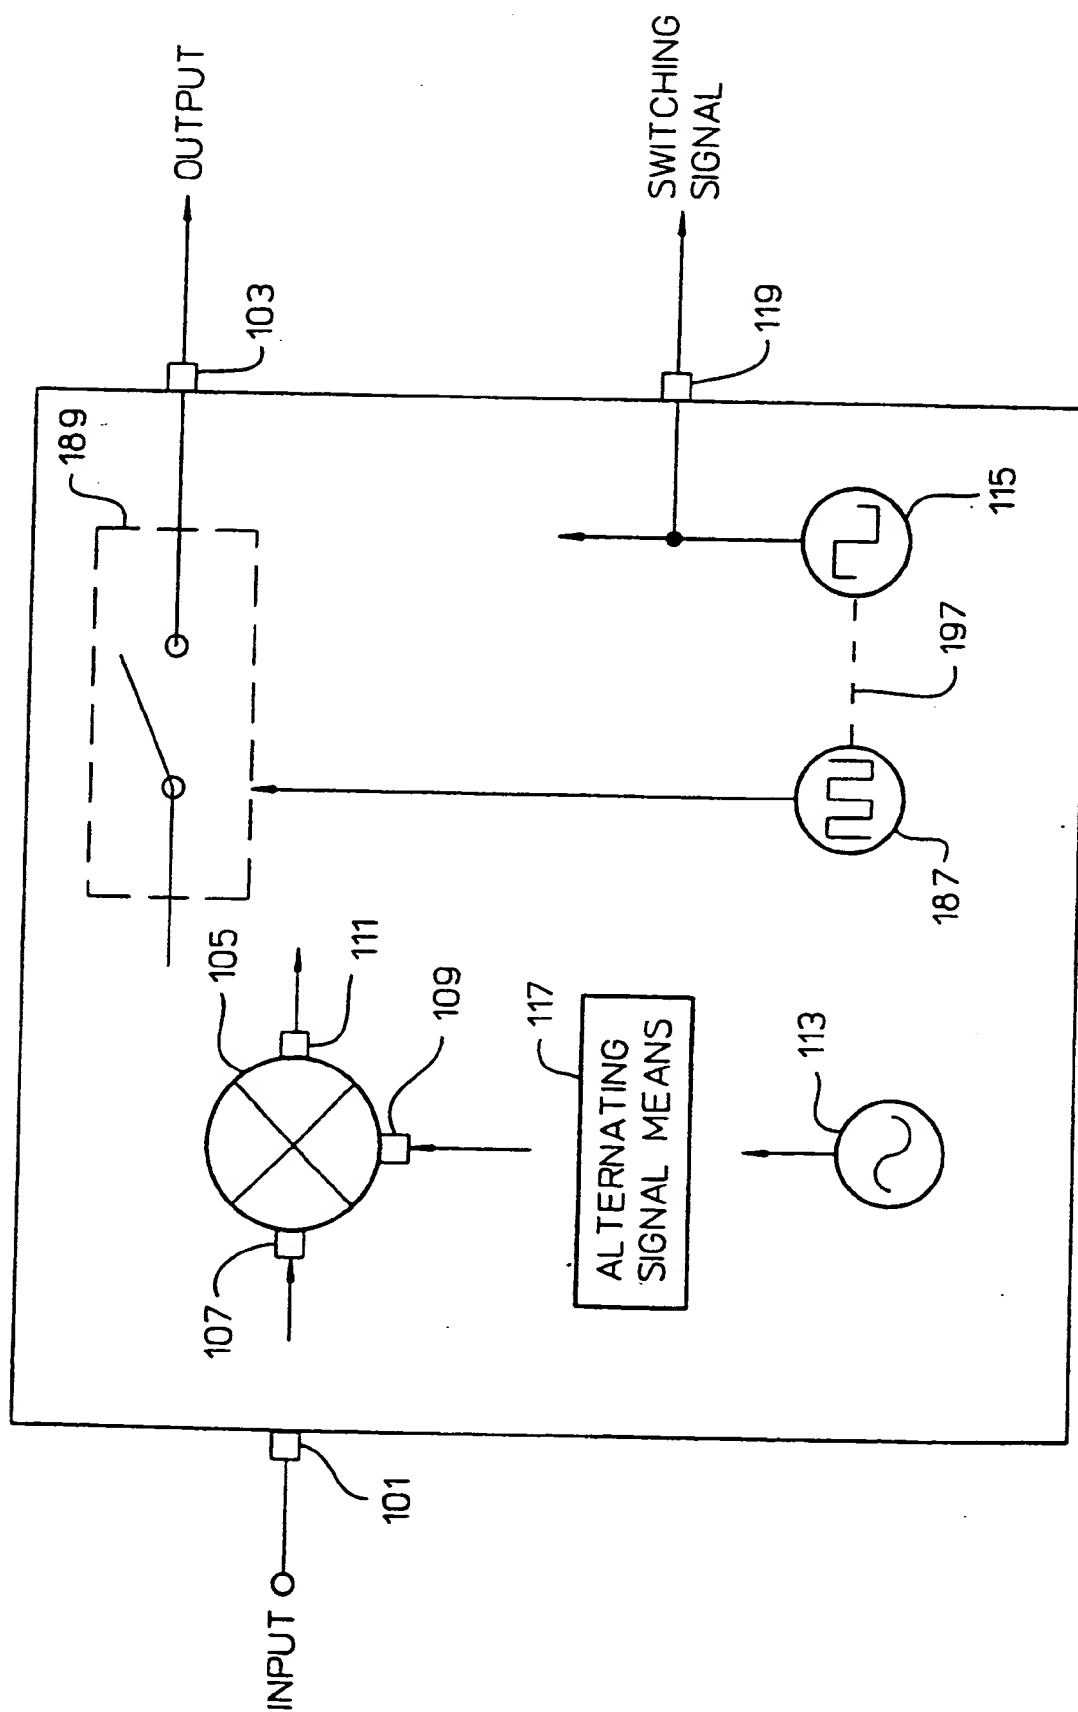 INPUT
101
107
105
111
109
189
103
OUTPUT
117
ALTERNATING
SIGNAL MEANS
113
187
197
115
119
SWITCHING
SIGNAL